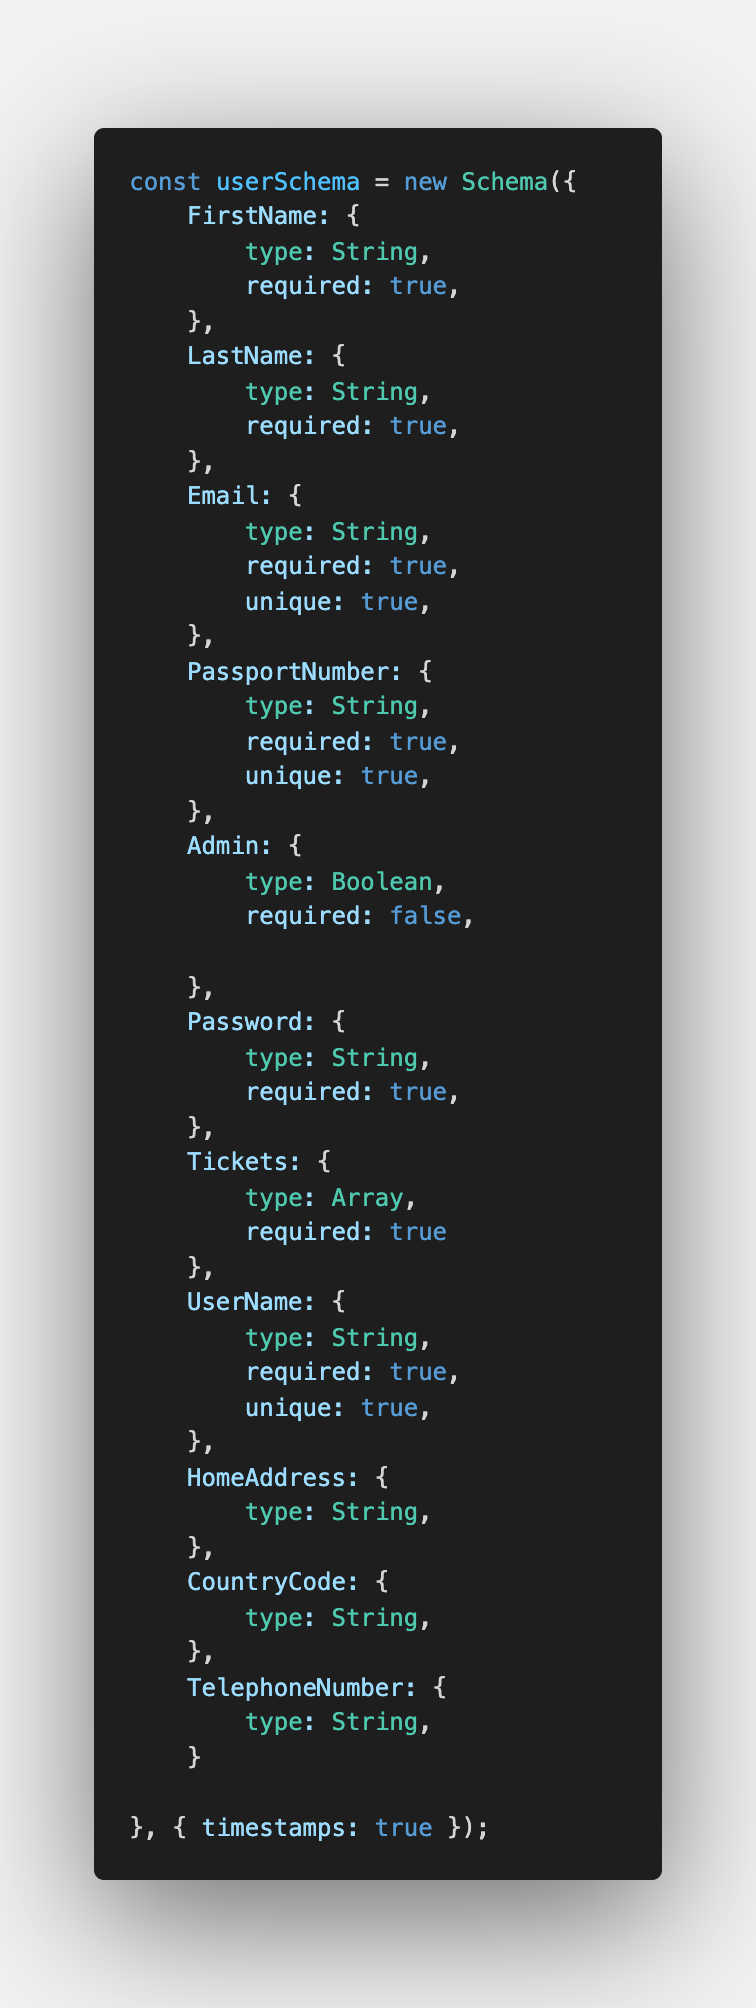 const userSchema = new Schema({
    FirstName: {
        type: String,
        required: true,
    },
    LastName: {
        type: String,
        required: true,
    },
    Email: {
        type: String,
        required: true,
        unique: true,
    },
    PassportNumber: {
        type: String,
        required: true,
        unique: true,
    },
    Admin: {
        type: Boolean,
        required: false,

    },
    Password: {
        type: String,
        required: true,
    },
    Tickets: {
        type: Array,
        required: true
    },
    UserName: {
        type: String,
        required: true,
        unique: true,
    },
    HomeAddress: {
        type: String,
    },
    CountryCode: {
        type: String,
    },
    TelephoneNumber: {
        type: String,
    }

}, { timestamps: true });